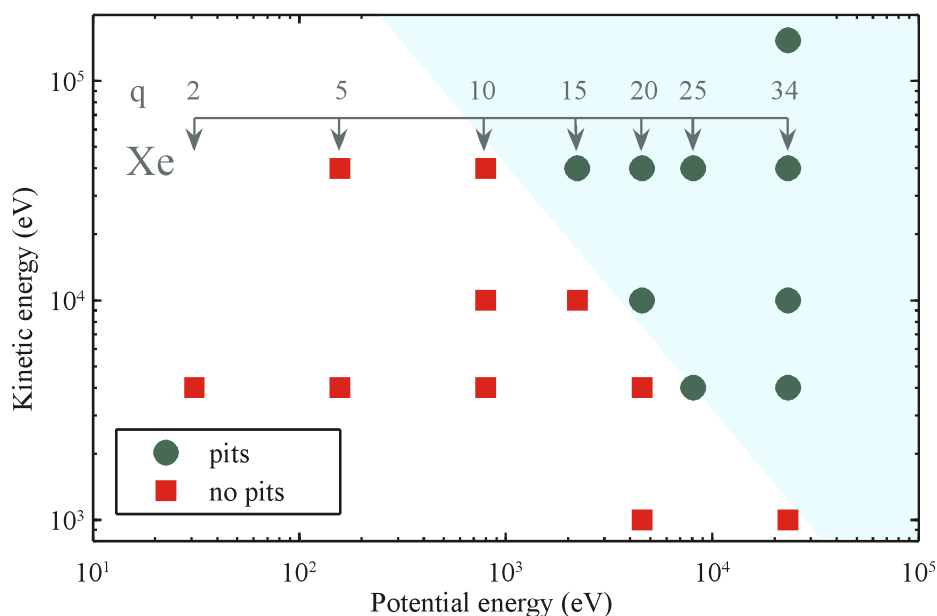 10⁵
10⁴
10³
Kinetic energy (eV)
q 2 5 10 15 20 25 34
Xe
pits
no pits
10¹ 10² 10³ 10⁴ 10⁵
Potential energy (eV)